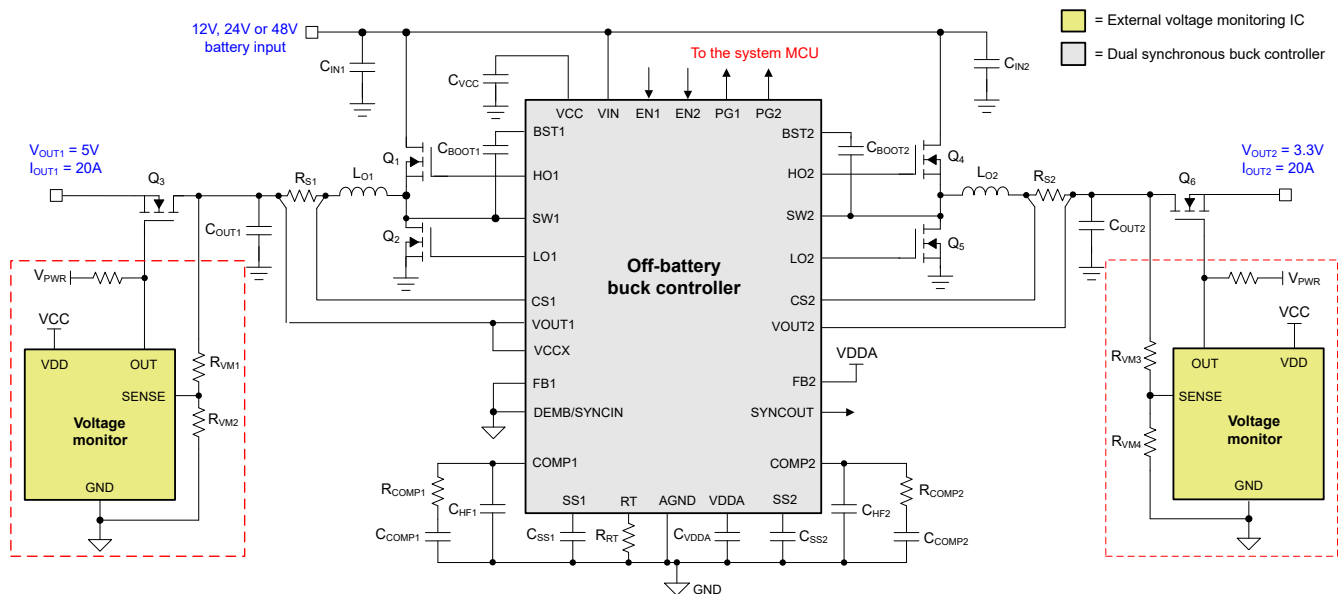 12V, 24V or 48V
battery input
= External voltage monitoring IC
= Dual synchronous buck controller
To the system MCU
CIN1
CVCC
CIN2
VCC
VIN
EN1
EN2
PG1
PG2
BST1
BST2
CBOOT1
CBOOT2
Q1
Q4
HO1
HO2
VOUT1 = 5V
IOUT1 = 20A
VOUT2 = 3.3V
IOUT2 = 20A
Q3
RS1
LO1
LO2
RS2
Q6
SW1
SW2
COUT1
COUT2
Q2
Q5
LO1
LO2
Off-battery
buck controller
VPWR
VPWR
CS1
CS2
VCC
VCC
VOUT1
VOUT2
VCCX
VDD
OUT
RVM1
VDDA
RVM3
OUT
VDD
FB1
FB2
SENSE
SENSE
DEMB/SYNCIN
SYNCOUT
Voltage
monitor
RVM2
RVM4
Voltage
monitor
GND
GND
COMP1
COMP2
RCOMP1
CHF1
SS1
RT
AGND
VDDA
SS2
CHF2
RCOMP2
CCOMP1
CSS1
RRT
CVDDA
CSS2
CCOMP2
GND